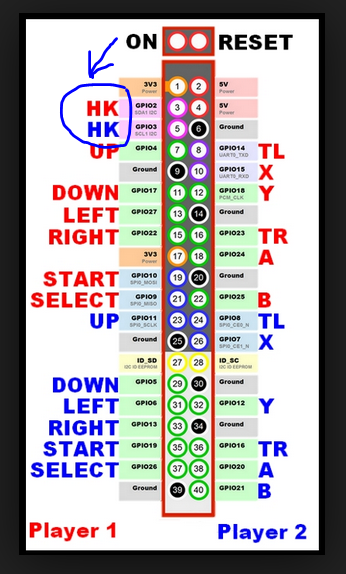 ON RESET
3V3 Power 1 2 5V Power
HK GPIO2 SDA1 I2C 3 4 5V Power
HK GPIO3 SCL1 I2C 5 6 Ground
UP GPIO4 7 8 GPIO14 UART0_TXD TL
Ground 9 10 GPIO15 UART0_RXD X
DOWN GPIO17 11 12 GPIO18 PCM_CLK Y
LEFT GPIO27 13 14 Ground
RIGHT GPIO22 15 16 GPIO23 TR
3V3 Power 17 18 GPIO24 A
START GPIO10 SPI0_MOSI 19 20 Ground
SELECT GPIO9 SPI0_MISO 21 22 GPIO25 B
UP GPIO11 SPI0_SCLK 23 24 GPIO8 SPI0_CE0_N TL
Ground 25 26 GPIO7 SPI0_CE1_N X
ID_SD I2C ID EEPROM 27 28 ID_SC I2C ID EEPROM
DOWN GPIO5 29 30 Ground
LEFT GPIO6 31 32 GPIO12 Y
RIGHT GPIO13 33 34 Ground
START GPIO19 35 36 GPIO16 TR
SELECT GPIO26 37 38 GPIO20 A
Ground 39 40 GPIO21 B
Player 1 Player 2